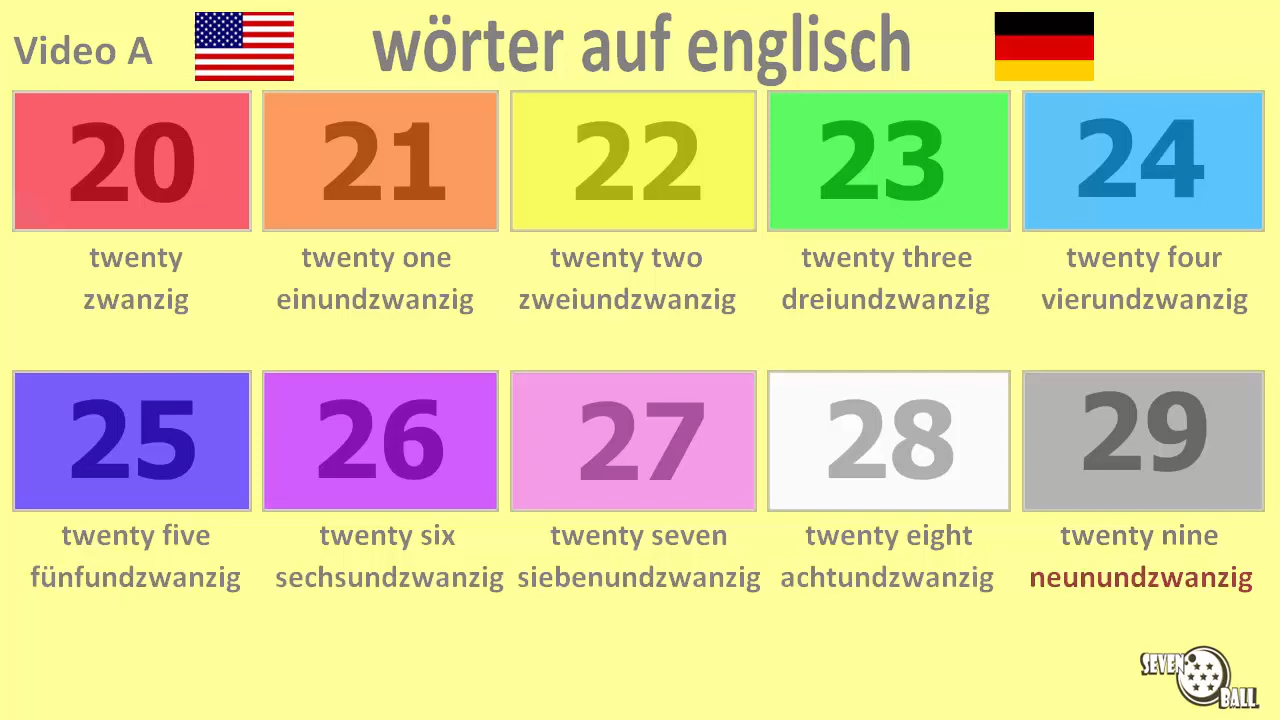 Video A
wörter auf englisch
20 21 22 23 24
twenty twenty one twenty two twenty three twenty four
zwanzig einundzwanzig zweiundzwanzig dreiundzwanzig vierundzwanzig
25 26 27 28 29
twenty five twenty six twenty seven twenty eight twenty nine
fünfundzwanzig sechsundzwanzig siebenundzwanzig achtundzwanzig neunundzwanzig
SEVEN
BALL